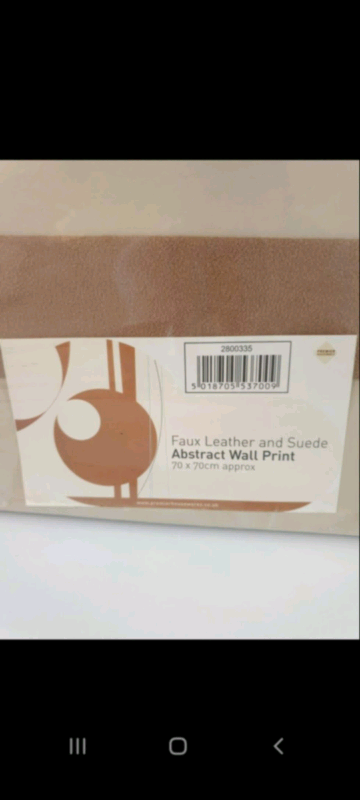 2800335
5 018705 537009
Faux Leather and Suede
Abstract Wall Print
70 x 70cm approx